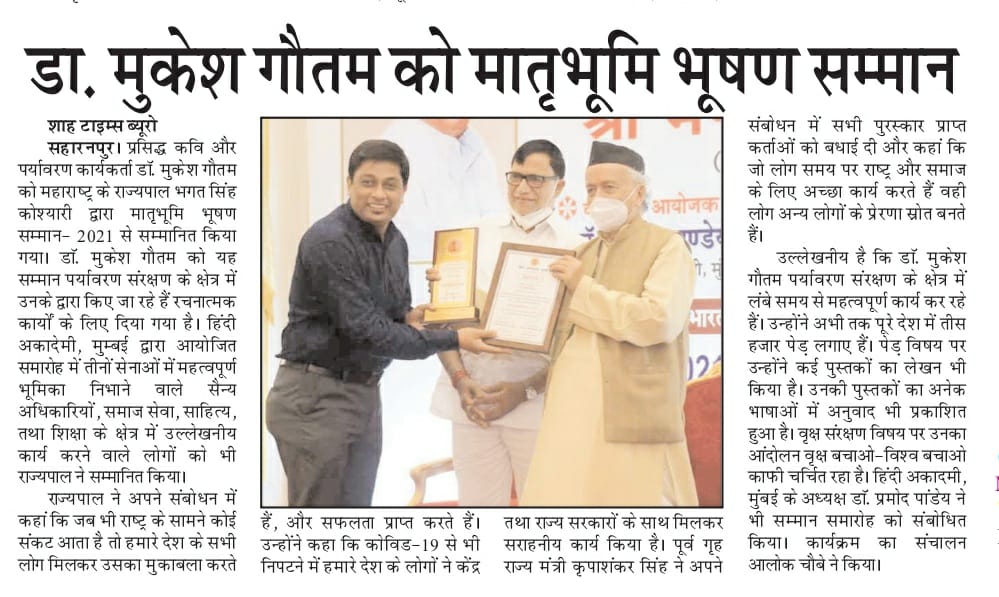 डा. मुकेश गौतम को मातृभूमि भूषण सम्मान
शाह टाइम्स ब्यूरो
सहारनपुर। प्रसिद्ध कवि और
पर्यावरण कार्यकर्ता डॉ. मुकेश गौतम
को महाराष्ट्र के राज्यपाल भगत सिंह
कोश्यारी द्वारा मातृभूमि भूषण
सम्मान- 2021 से सम्मानित किया
गया। डॉ. मुकेश गौतम को यह
सम्मान पर्यावरण संरक्षण के क्षेत्र में
उनके द्वारा किए जा रहे हैं रचनात्मक
कार्यों के लिए दिया गया है। हिंदी
अकादेमी, मुम्बई द्वारा आयोजित
समारोह में तीनों सेनाओं में महत्वपूर्ण
भूमिका निभाने वाले सैन्य
अधिकारियों, समाज सेवा, साहित्य,
तथा शिक्षा के क्षेत्र में उल्लेखनीय
कार्य करने वाले लोगों को भी
राज्यपाल ने सम्मानित किया।
राज्यपाल ने अपने संबोधन में
कहा कि जब भी राष्ट्र के सामने कोई
संकट आता है तो हमारे देश के सभी
लोग मिलकर उसका मुकाबला करते
हैं, और सफलता प्राप्त करते हैं।
उन्होंने कहा कि कोविड-19 से भी
निपटने में हमारे देश के लोगों ने केंद्र
तथा राज्य सरकारों के साथ मिलकर
सराहनीय कार्य किया है। पूर्व गृह
राज्य मंत्री कृपाशंकर सिंह ने अपने
संबोधन में सभी पुरस्कार प्राप्त
कर्ताओं को बधाई दी और कहा कि
जो लोग समय पर राष्ट्र और समाज
के लिए अच्छा कार्य करते हैं वही
लोग अन्य लोगों के प्रेरणा स्रोत बनते
हैं।
उल्लेखनीय है कि डॉ. मुकेश
गौतम पर्यावरण संरक्षण के क्षेत्र में
लंबे समय से महत्वपूर्ण कार्य कर रहे
हैं। उन्होंने अभी तक पूरे देश में तीस
हजार पेड़ लगाए हैं। पेड़ विषय पर
उन्होंने कई पुस्तकों का लेखन भी
किया है। उनकी पुस्तकों का अनेक
भाषाओं में अनुवाद भी प्रकाशित
हुआ है। वृक्ष संरक्षण विषय पर उनका
आंदोलन वृक्ष बचाओ-विश्व बचाओ
काफी चर्चित रहा है। हिंदी अकादमी,
मुंबई के अध्यक्ष डॉ. प्रमोद पांडेय ने
भी सम्मान समारोह को संबोधित
किया। कार्यक्रम का संचालन
आलोक चौबे ने किया।
श्री
आयोजक